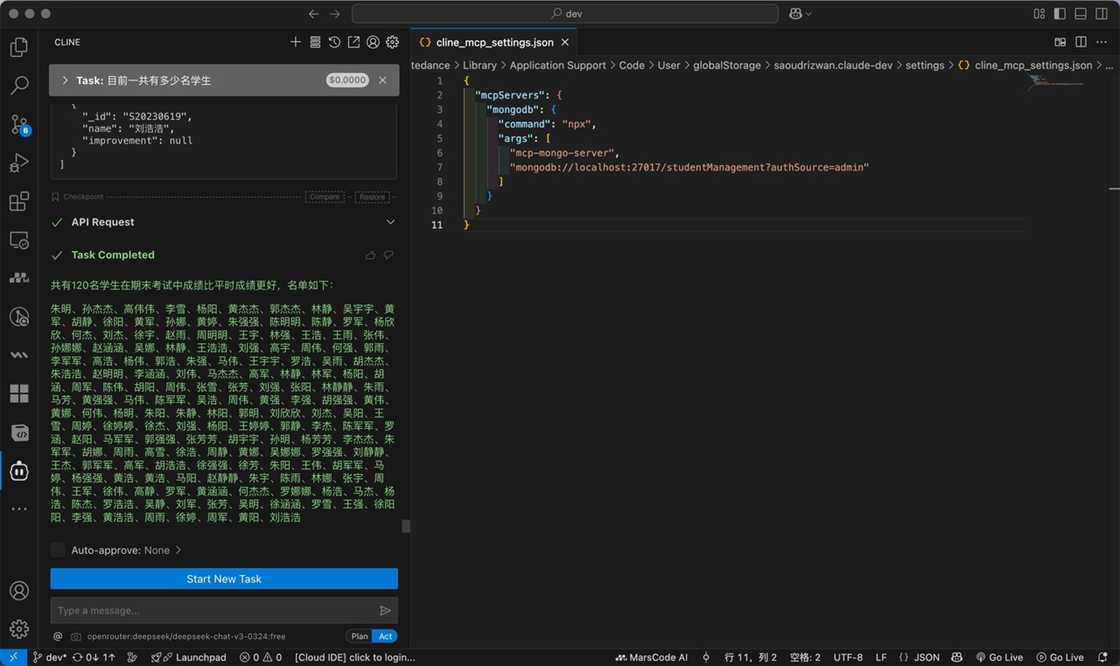 dev
CLINE
Task: 目前一共有多少名学生
$0.0000
{
"_id": "S20230619",
"name": "刘浩浩",
"improvement": null
}
]
Checkpoint
Compare
Restore
API Request
Task Completed
共有120名学生在期末考试中成绩比平时成绩更好，名单如下：
朱明、孙杰杰、高伟伟、李雪、杨阳、黄杰杰、郭杰杰、林静、吴宇宇、黄
军、胡静、徐阳、黄军、孙娜、黄婷、朱强强、陈明明、陈静、罗军、杨欣
欣、何杰、刘杰、徐宇、赵雨、周明明、王宇、林强、王浩、王雨、张伟、
孙娜娜、赵涵涵、吴娜、林静、王浩浩、刘强、高宇、周伟、何强、郭雨、
李军军、高浩、杨伟、郭浩、朱强、马伟、王宇宇、罗浩、吴雨、胡杰杰、
朱浩浩、赵明明、李涵涵、刘伟、马杰杰、高军、林静、林军、杨阳、胡
涵、周军、陈伟、胡阳、周伟、张雪、张芳、刘强、张阳、林静静、朱雨、
马芳、黄强强、马伟、陈军军、吴浩、周伟、黄强、李强、胡强强、黄伟、
黄娜、何伟、杨明、朱阳、朱静、林阳、郭明、刘欣欣、刘杰、吴阳、王
雪、周婷、徐婷婷、徐杰、刘强、杨阳、王婷婷、郭静、李杰、陈军军、罗
涵、赵阳、马军军、郭强强、张芳芳、胡宇宇、孙明、杨芳芳、李杰杰、朱
军军、胡娜、周雨、高雪、徐浩、周静、黄娜、吴娜娜、罗强强、刘静静、
王杰、郭军军、高军、胡浩浩、徐强强、徐芳、朱阳、王伟、胡军军、马
婷、杨强强、黄浩、黄浩、马阳、赵静静、朱宇、陈雨、林娜、张宇、周
伟、王军、徐伟、高静、罗军、黄涵涵、何杰杰、罗娜娜、杨浩、马杰、杨
浩、陈杰、罗浩浩、吴静、刘军、张芳、吴明、徐涵涵、罗雪、王强、徐阳
阳、李强、黄浩浩、周雨、徐婷、周军、黄阳、刘浩浩
Auto-approve: None
Start New Task
Type a message...
@ openrouter:deepseek/deepseek-chat-v3-0324:free
Plan Act
6
{} cline_mcp_settings.json
tedance > Library > Application Support > Code > User > globalStorage > saoudrizwan.claude-dev > settings > {} cline_mcp_settings.json > ...
1 {
2 "mcpServers": {
3 "mongodb": {
4 "command": "npx",
5 "args": [
6 "mcp-mongo-server",
7 "mongodb://localhost:27017/studentManagement?authSource=admin"
8 ]
9 }
10 }
11 }
dev* 0↓ 1↑ Launchpad 0 0 [Cloud IDE] click to login... MarsCode AI 行 11，列 2 空格: 2 UTF-8 LF {} JSON Go Live Go Live